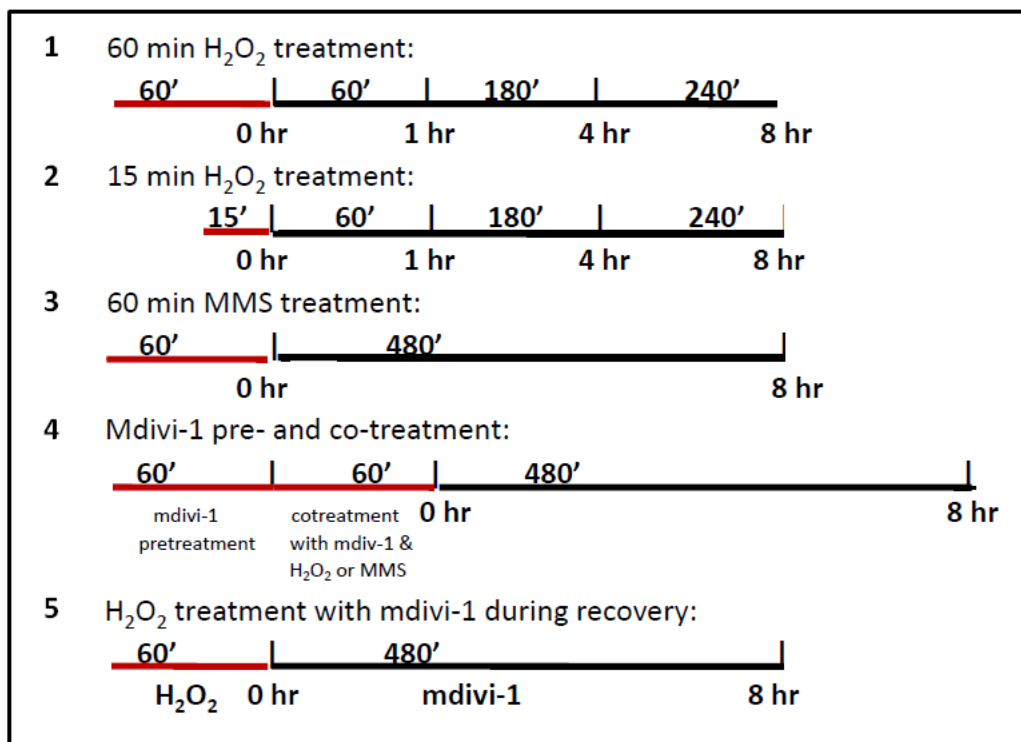 1 60 min H₂O₂ treatment:
60’ 60’ 180’ 240’
0 hr 1 hr 4 hr 8 hr
2 15 min H₂O₂ treatment:
15’ 60’ 180’ 240’
0 hr 1 hr 4 hr 8 hr
3 60 min MMS treatment:
60’ 480’
0 hr 8 hr
4 Mdivi-1 pre- and co-treatment:
60’ 60’ 480’
0 hr 8 hr
mdivi-1 cotreatment
pretreatment with mdiv-1 &
H₂O₂ or MMS
5 H₂O₂ treatment with mdivi-1 during recovery:
60’ 480’
H₂O₂ 0 hr mdivi-1 8 hr